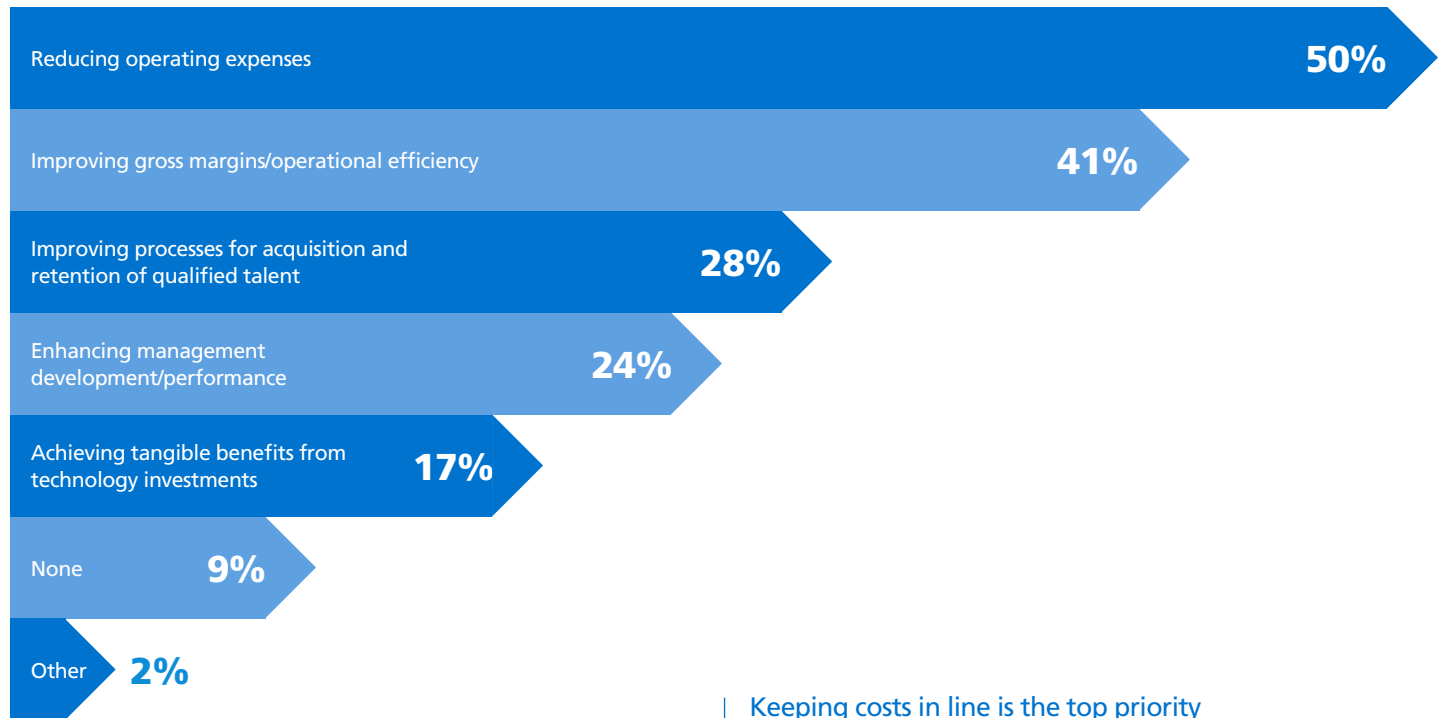 Reducing operating expenses 50%
Improving gross margins/operational efficiency 41%
Improving processes for acquisition and
retention of qualified talent 28%
Enhancing management
development/performance 24%
Achieving tangible benefits from
technology investments 17%
None 9%
Other 2%
Keeping costs in line is the top priority